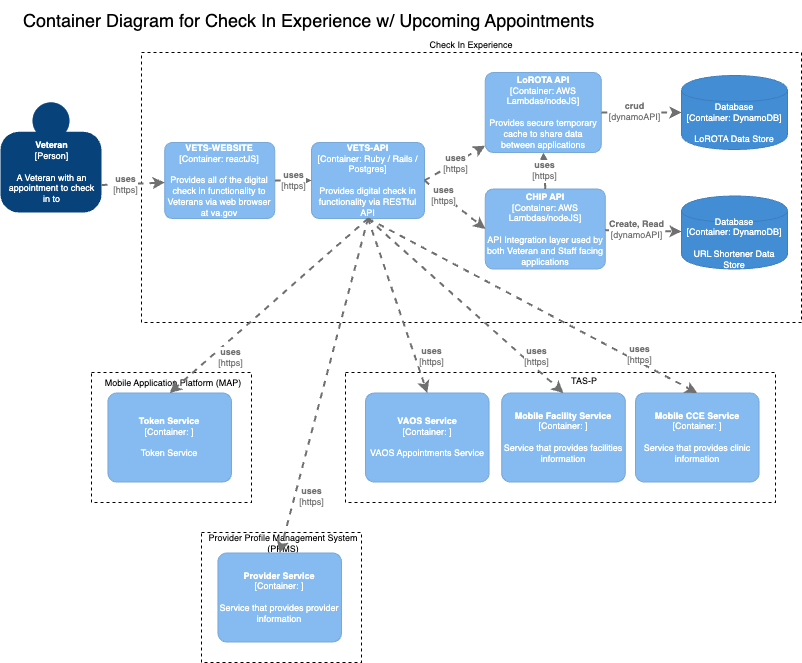 Container Diagram for Check In Experience w/ Upcoming Appointments
Check In Experience
Veteran
[Person]
A Veteran with an
appointment to check
in to
uses
[https]
VETS-WEBSITE
[Container: reactJS]
Provides all of the digital
check in functionality to
Veterans via web browser
at va.gov
uses
[https]
VETS-API
[Container: Ruby / Rails /
Postgres]
Provides digital check in
functionality via RESTful
API
uses
[https]
uses
[https]
LoROTA API
[Container: AWS
Lambdas/nodeJS]
Provides secure temporary
cache to share data
between applications
uses
[https]
CHIP API
[Container: AWS
Lambdas/nodeJS]
API Integration layer used by
both Veteran and Staff facing
applications
crud
[dynamoAPI]
Database
[Container: DynamoDB]
LoROTA Data Store
Create, Read
[dynamoAPI]
Database
[Container: DynamoDB]
URL Shortener Data
Store
uses
[https]
uses
[https]
uses
[https]
uses
[https]
Mobile Application Platform (MAP)
Token Service
[Container: ]
Token Service
TAS-P
VAOS Service
[Container: ]
VAOS Appointments Service
Mobile Facility Service
[Container: ]
Service that provides facilities
information
Mobile CCE Service
[Container: ]
Service that provides clinic
information
uses
[https]
Provider Profile Management System
(PPMS)
Provider Service
[Container: ]
Service that provides provider
information